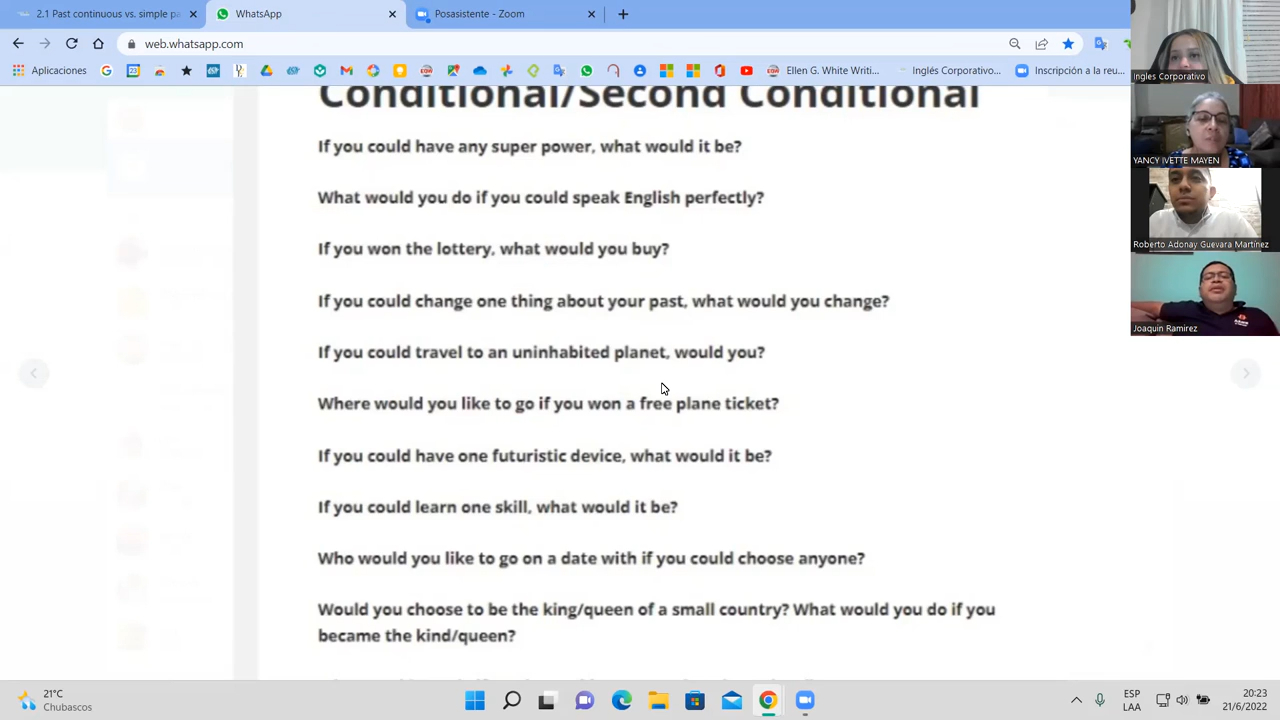 2.1 Past continuous vs. simple pa
WhatsApp
Posasistente - Zoom
web.whatsapp.com
Aplicaciones
Ellen White Writi...
Inglés Corpor
Inscripción a la reu...
Conditional/Second Conditional
If you could have any super power, what would it be?
What would you do if you could speak English perfectly?
If you won the lottery, what would you buy?
If you could change one thing about your past, what would you change?
If you could travel to an uninhabited planet, would you?
Where would you like to go if you won a free plane ticket?
If you could have one futuristic device, what would it be?
If you could learn one skill, what would it be?
Who would you like to go on a date with if you could choose anyone?
Would you choose to be the king/queen of a small country? What would you do if you
became the kind/queen?
Ingles Corporativo
YANCY IVETTE MAYEN
Roberto Adonay Guevara Martínez
Joaquin Ramirez
21°C
Chubascos
ESP
LAA
20:23
21/6/2022